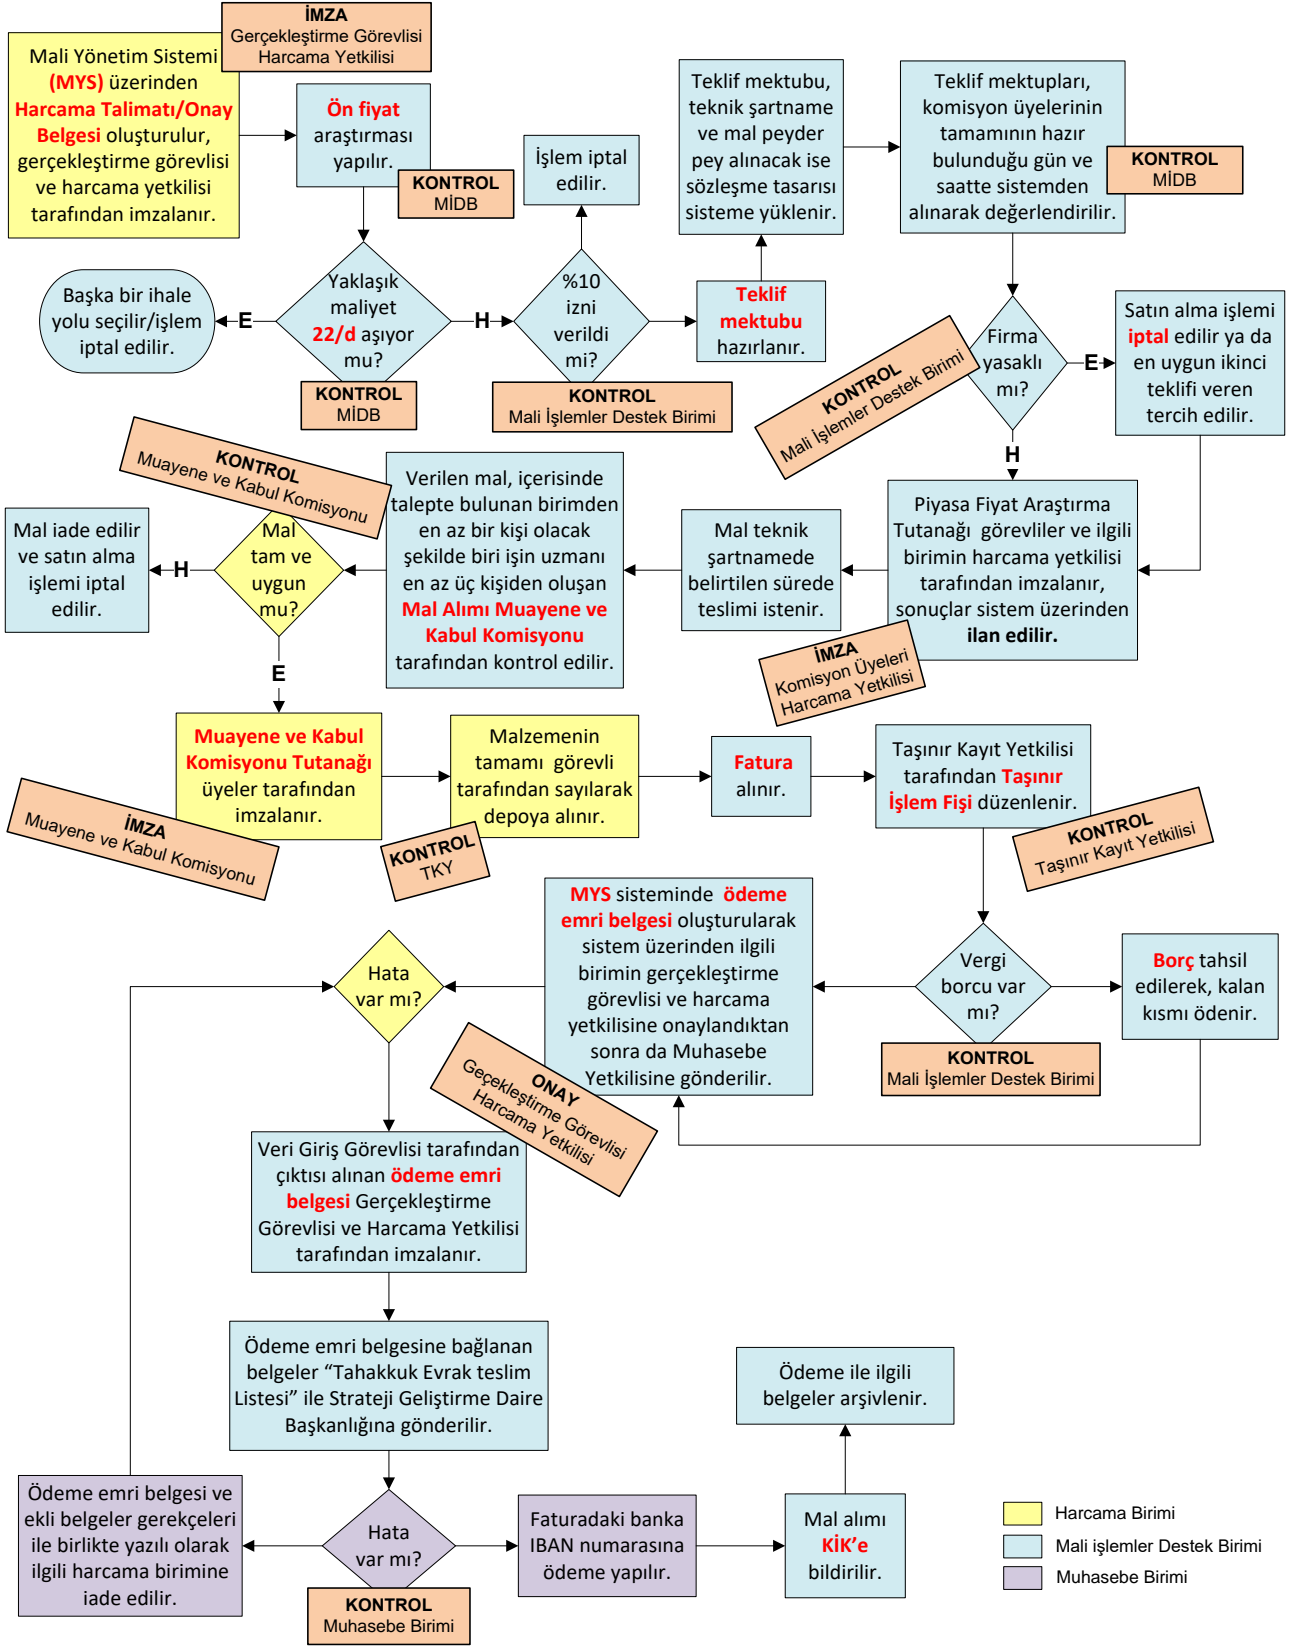 İMZA
Gerçekleştirme Görevlisi
Harcama Yetkilisi
Mali Yönetim Sistemi
(MYS) üzerinden
Harcama Talimatı/Onay
Belgesi oluşturulur,
gerçekleştirme görevlisi
ve harcama yetkilisi
tarafından imzalanır.
Ön fiyat
araştırması
yapılır.
KONTROL
MİDB
İşlem iptal
edilir.
Teklif mektubu,
teknik şartname
ve mal peyder
pey alınacak ise
sözleşme tasarısı
sisteme yüklenir.
Teklif mektupları,
komisyon üyelerinin
tamamının hazır
bulunduğu gün ve
saatte sistemden
alınarak değerlendirilir.
KONTROL
MİDB
Başka bir ihale
yolu seçilir/işlem
iptal edilir.
E
Yaklaşık
maliyet
22/d aşıyor
mu?
H
KONTROL
MİDB
%10
izni
verildi
mi?
KONTROL
Mali İşlemler Destek Birimi
Teklif
mektubu
hazırlanır.
Firma
yasaklı
mı?
E
H
KONTROL
Mali İşlemler Destek Birimi
Satın alma işlemi
iptal edilir ya da
en uygun ikinci
teklifi veren
tercih edilir.
Piyasa Fiyat Araştırma
Tutanağı görevliler ve ilgili
birimin harcama yetkilisi
tarafından imzalanır,
sonuçlar sistem üzerinden
ilan edilir.
İMZA
Komisyon Üyeleri
Harcama Yetkilisi
Mal teknik
şartnamede
belirtilen sürede
teslimi istenir.
Verilen mal, içerisinde
talepte bulunan birimden
en az bir kişi olacak
şekilde biri işin uzmanı
en az üç kişiden oluşan
Mal Alımı Muayene ve
Kabul Komisyonu
tarafından kontrol edilir.
KONTROL
Muayene ve Kabul Komisyonu
Mal
tam ve
uygun
mu?
H
E
Mal iade edilir
ve satın alma
işlemi iptal
edilir.
Muayene ve Kabul
Komisyonu Tutanağı
üyeler tarafından
imzalanır.
İMZA
Muayene ve Kabul Komisyonu
Malzemenin
tamamı görevli
tarafından sayılarak
depoya alınır.
KONTROL
TKY
Fatura
alınır.
Taşınır Kayıt Yetkilisi
tarafından Taşınır
İşlem Fişi düzenlenir.
KONTROL
Taşınır Kayıt Yetkilisi
Vergi
borcu var
mı?
KONTROL
Mali İşlemler Destek Birimi
Borç tahsil
edilerek, kalan
kısmı ödenir.
MYS sisteminde ödeme
emri belgesi oluşturularak
sistem üzerinden ilgili
birimin gerçekleştirme
görevlisi ve harcama
yetkilisine onaylandıktan
sonra da Muhasebe
Yetkilisine gönderilir.
ONAY
Geçekleştirme Görevlisi
Harcama Yetkilisi
Hata
var mı?
Veri Giriş Görevlisi tarafından
çıktısı alınan ödeme emri
belgesi Gerçekleştirme
Görevlisi ve Harcama Yetkilisi
tarafından imzalanır.
Ödeme emri belgesine bağlanan
belgeler “Tahakkuk Evrak teslim
Listesi” ile Strateji Geliştirme Daire
Başkanlığına gönderilir.
Hata
var mı?
KONTROL
Muhasebe Birimi
Ödeme emri belgesi ve
ekli belgeler gerekçeleri
ile birlikte yazılı olarak
ilgili harcama birimine
iade edilir.
Faturadaki banka
IBAN numarasına
ödeme yapılır.
Mal alımı
KİK’e
bildirilir.
Ödeme ile ilgili
belgeler arşivlenir.
Harcama Birimi
Mali işlemler Destek Birimi
Muhasebe Birimi